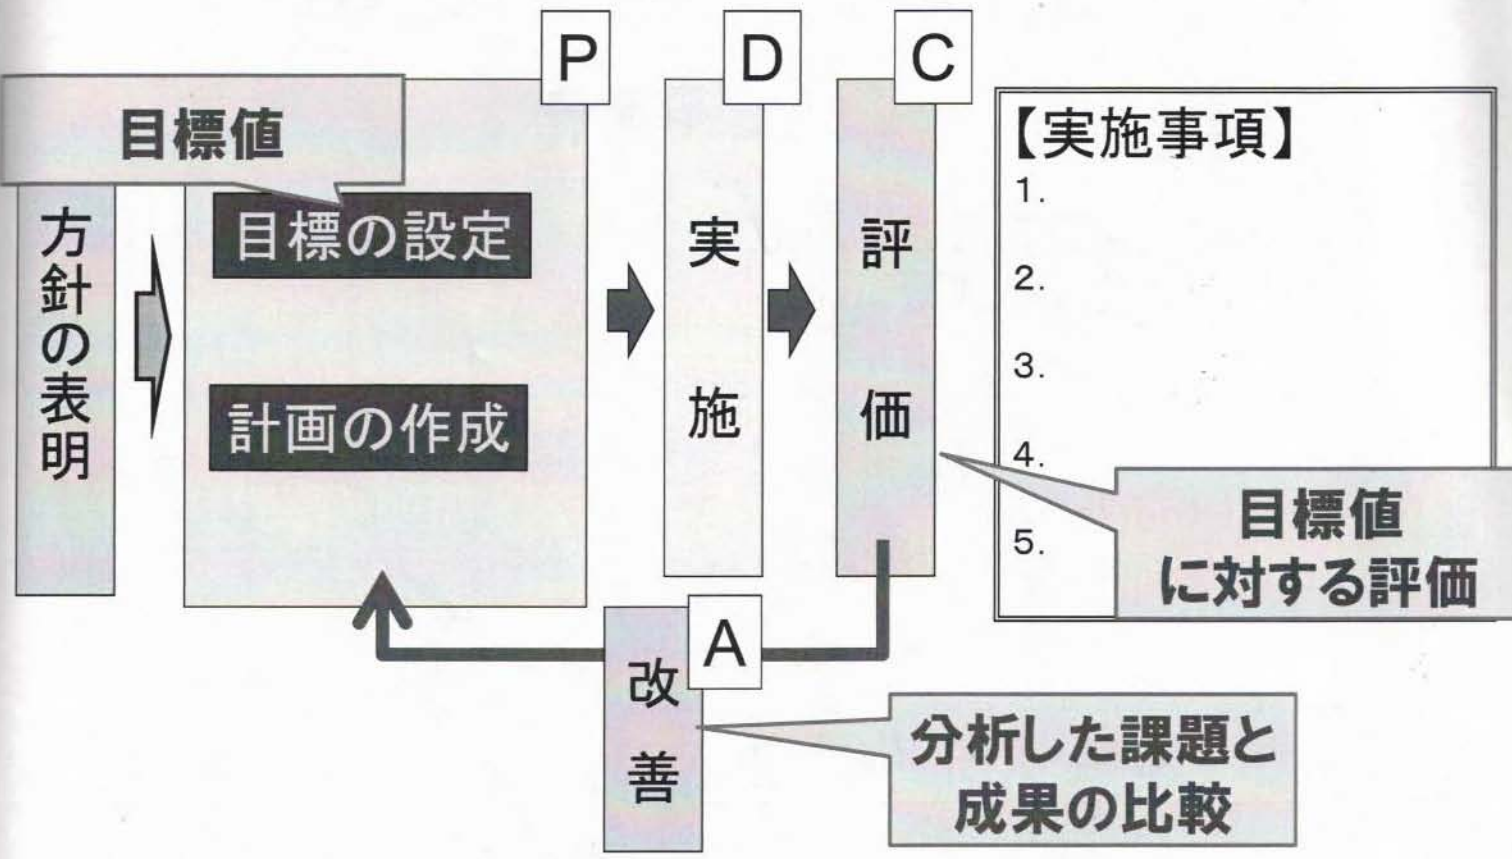 P
D
C
目標値
方針の表明
目標の設定
計画の作成
実施
評価
【実施事項】
1.
2.
3.
4.
5.
目標値
に対する評価
A
改善
分析した課題と
成果の比較